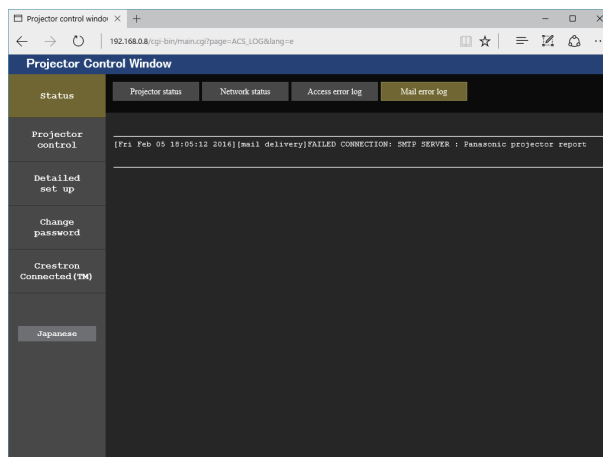 Projector control windo
192.168.0.8/cgi-bin/main.cgi?page=ACS_LOG&lang=e
Projector Control Window
Status
Projector status
Network status
Access error log
Mail error log
[Fri Feb 05 18:05:12 2016][mail delivery]FAILED CONNECTION: SMTP SERVER : Panasonic projector report
Projector
control
Detailed
set up
Change
password
Crestron
Connected(TM)
Japanese